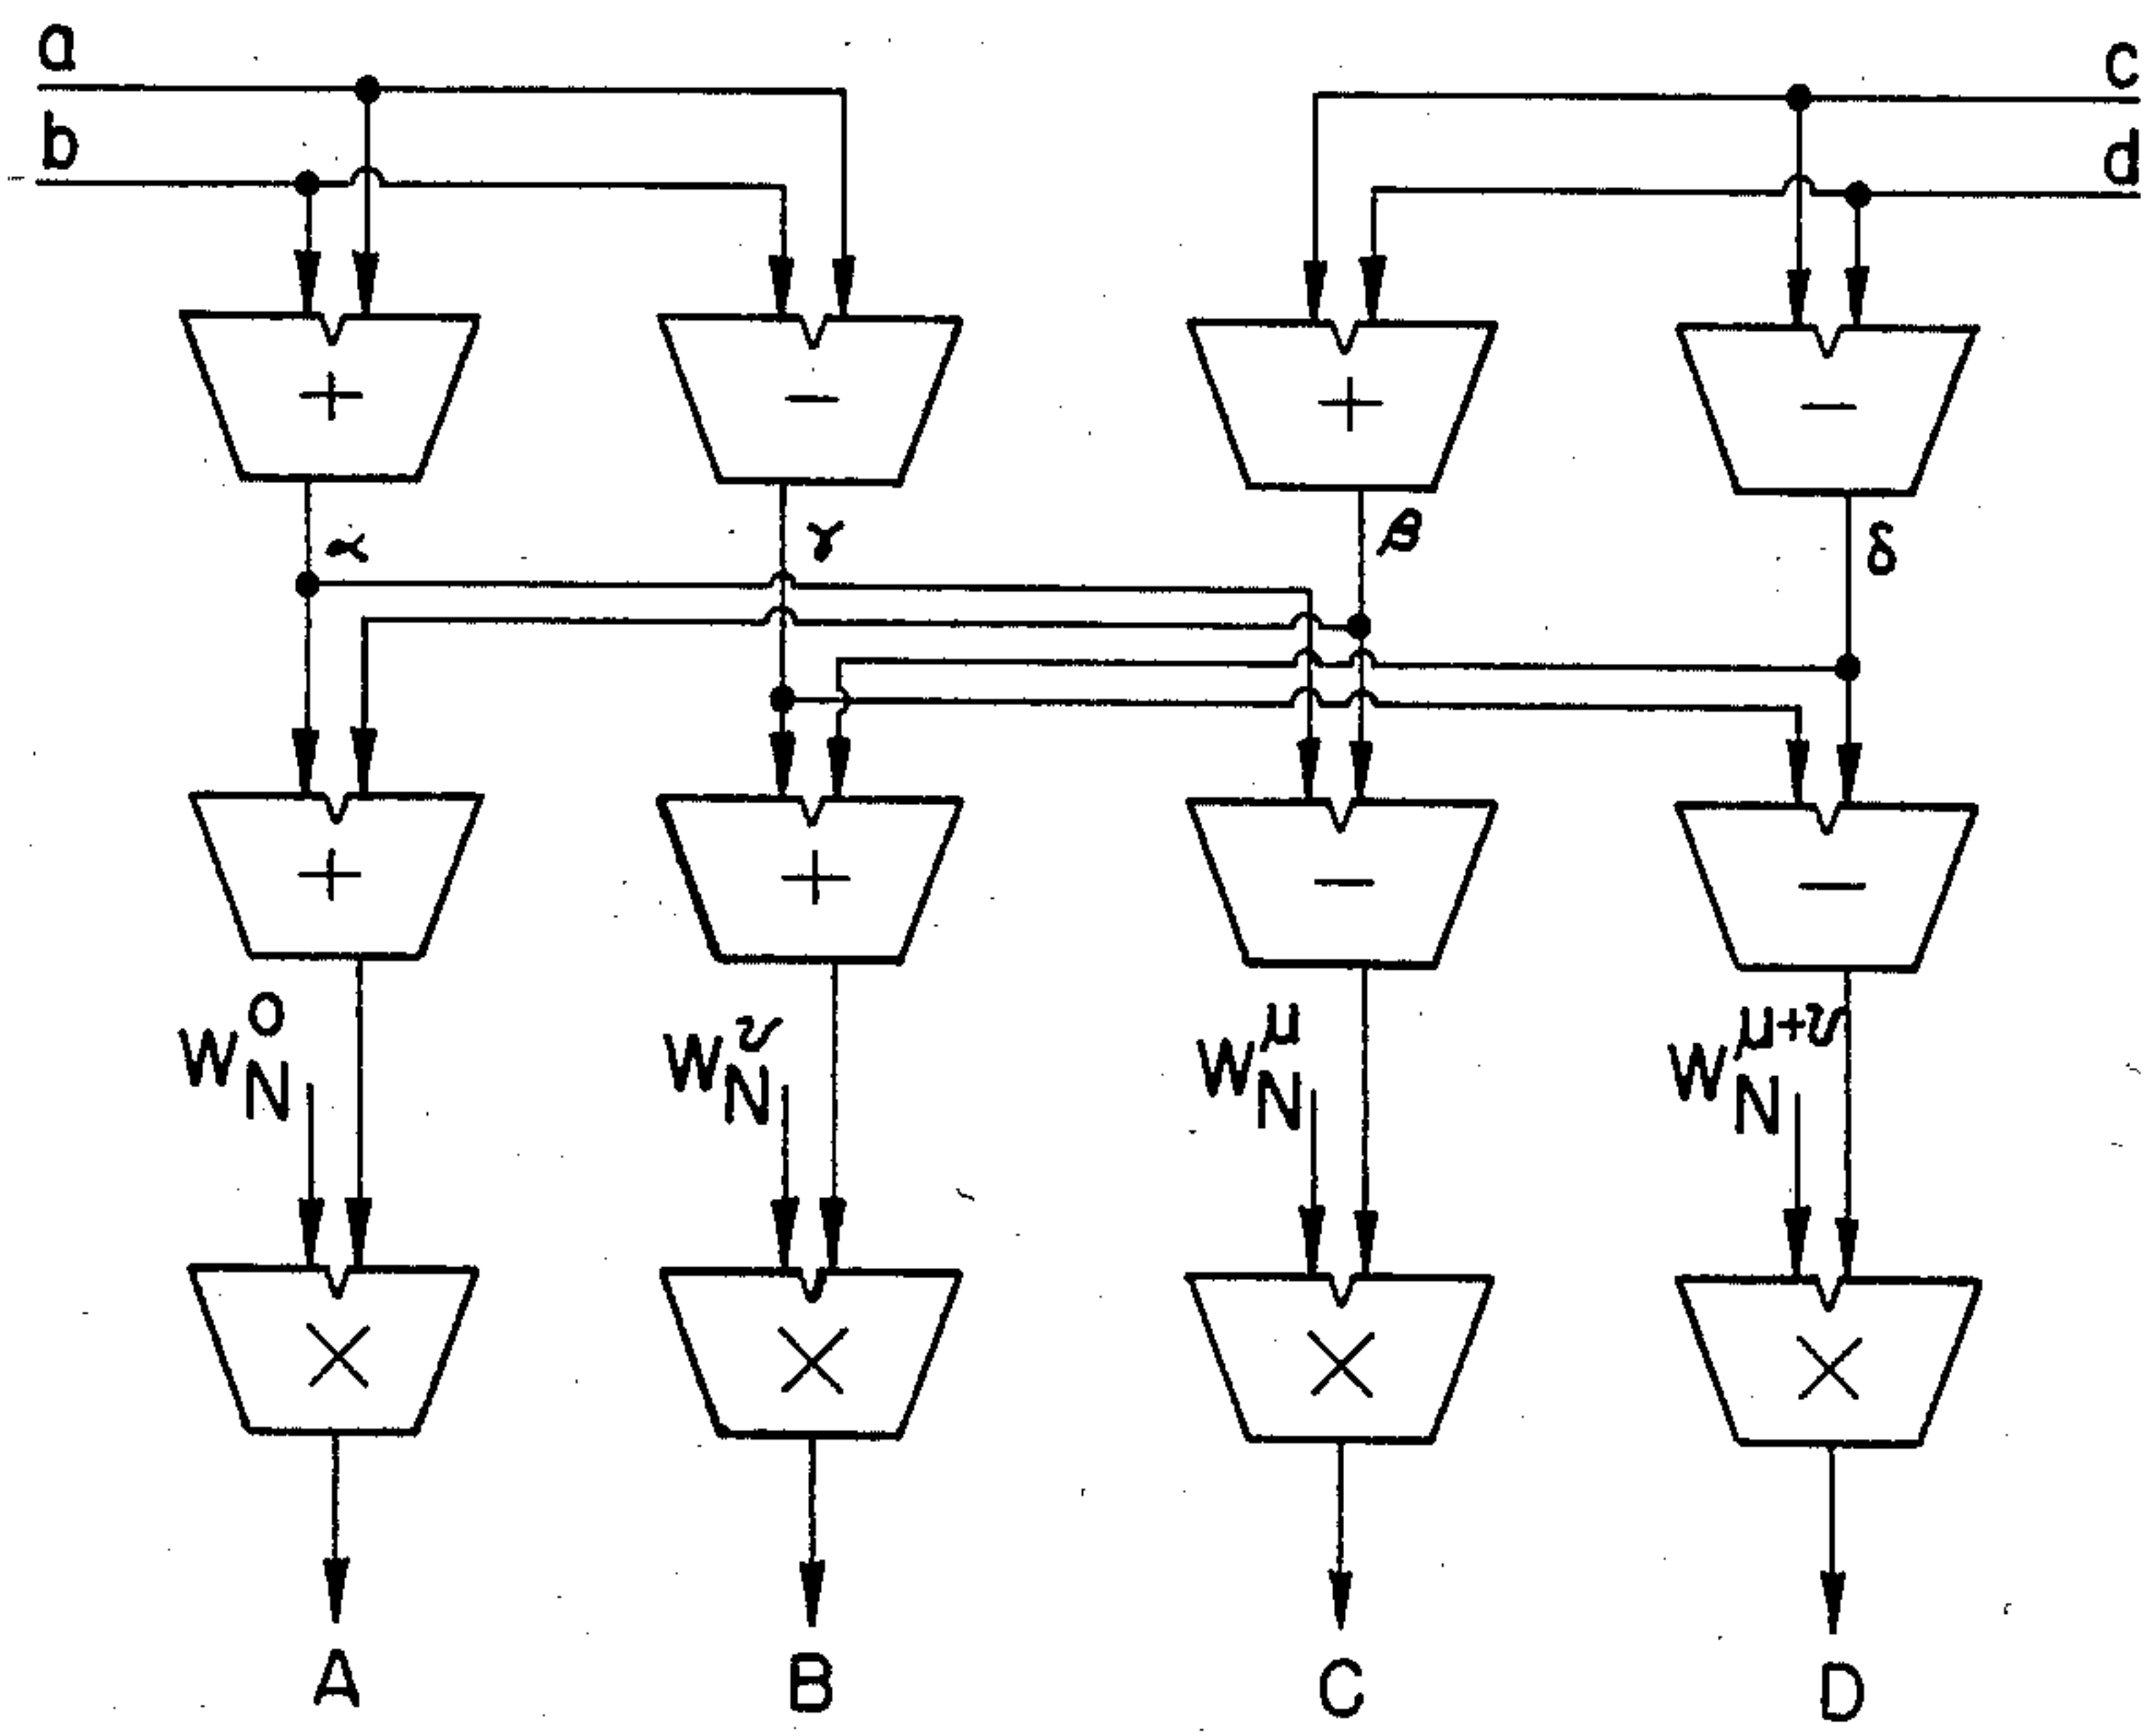 a
c
b
d
+ − + −
α γ β δ
+ + − −
W_N^0 W_N^ν W_N^μ W_N^{μ+ν}
× × × ×
A B C D